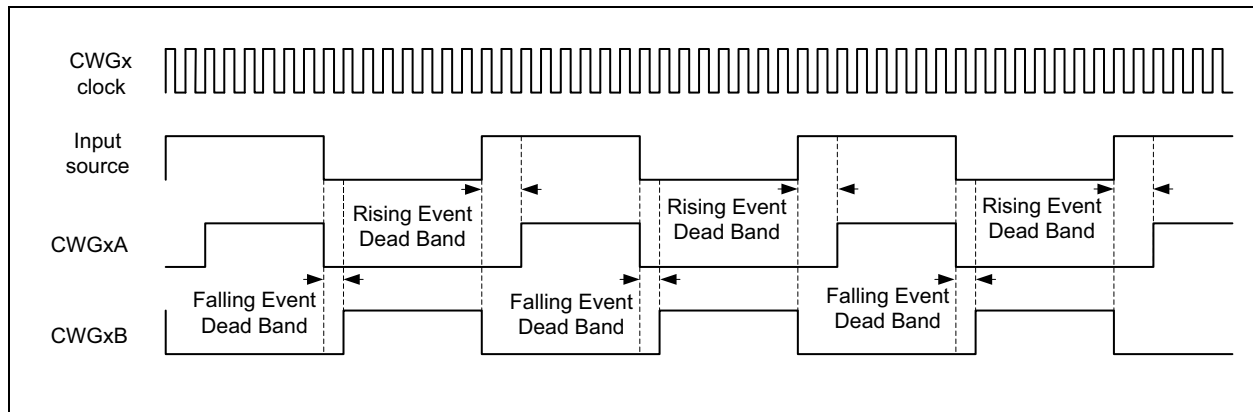 CWGx
clock
Input
source
Rising Event
Dead Band
Rising Event
Dead Band
Rising Event
Dead Band
CWGxA
Falling Event
Dead Band
Falling Event
Dead Band
Falling Event
Dead Band
CWGxB